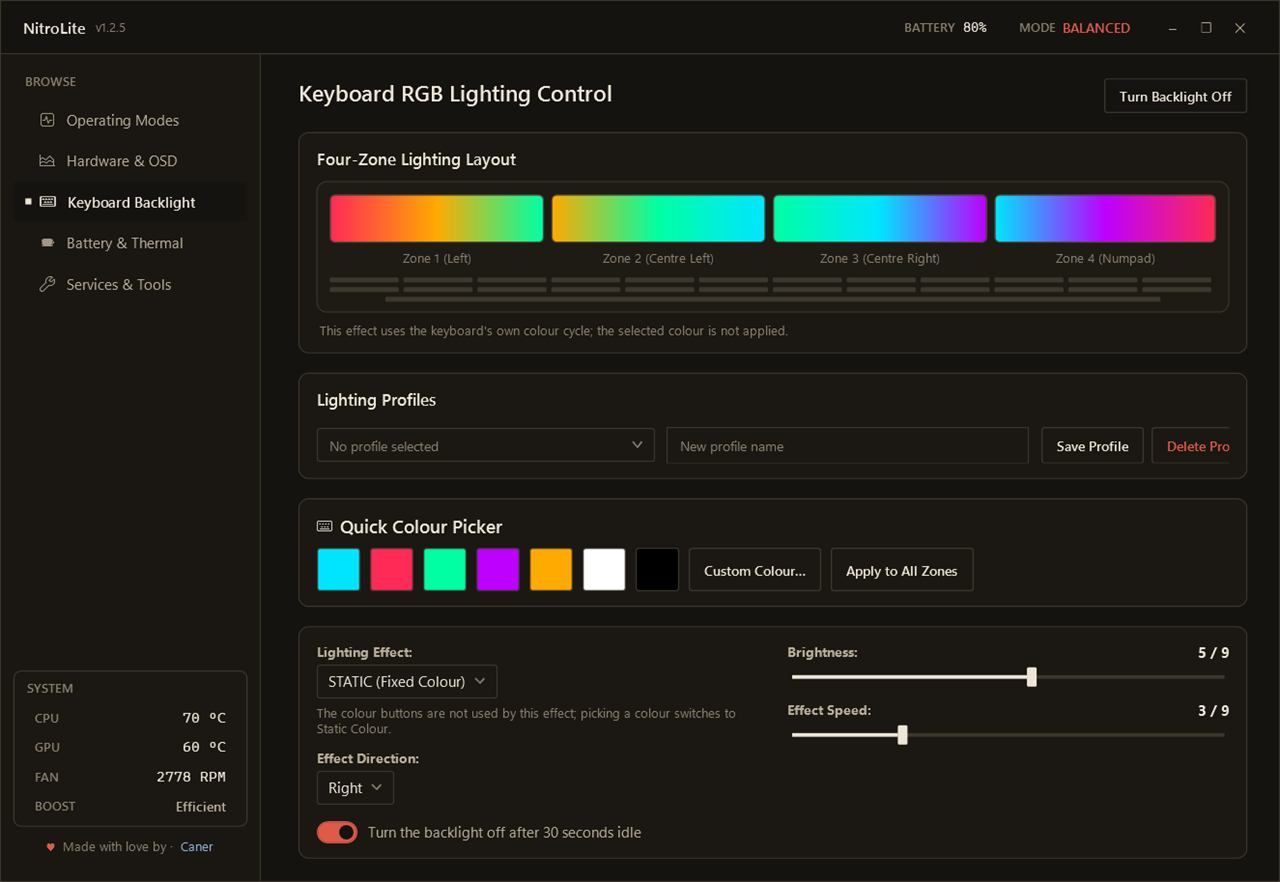 NitroLite v1.2.5
BATTERY 80% MODE BALANCED
BROWSE
Operating Modes
Hardware & OSD
Keyboard Backlight
Battery & Thermal
Services & Tools
SYSTEM
CPU 70 ºC
GPU 60 ºC
FAN 2778 RPM
BOOST Efficient
Made with love by · Caner
Keyboard RGB Lighting Control
Turn Backlight Off
Four-Zone Lighting Layout
Zone 1 (Left) Zone 2 (Centre Left) Zone 3 (Centre Right) Zone 4 (Numpad)
This effect uses the keyboard's own colour cycle; the selected colour is not applied.
Lighting Profiles
No profile selected New profile name Save Profile Delete Pro
Quick Colour Picker
Custom Colour... Apply to All Zones
Lighting Effect:
STATIC (Fixed Colour)
The colour buttons are not used by this effect; picking a colour switches to
Static Colour.
Effect Direction:
Right
Turn the backlight off after 30 seconds idle
Brightness: 5 / 9
Effect Speed: 3 / 9